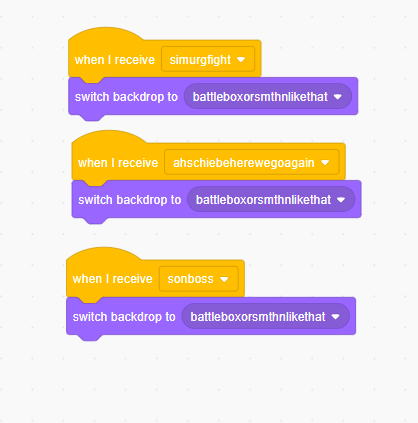 when I receive simurgfight
switch backdrop to battleboxorsmthnlikethat
when I receive ahschiebeherewegoagain
switch backdrop to battleboxorsmthnlikethat
when I receive sonboss
switch backdrop to battleboxorsmthnlikethat